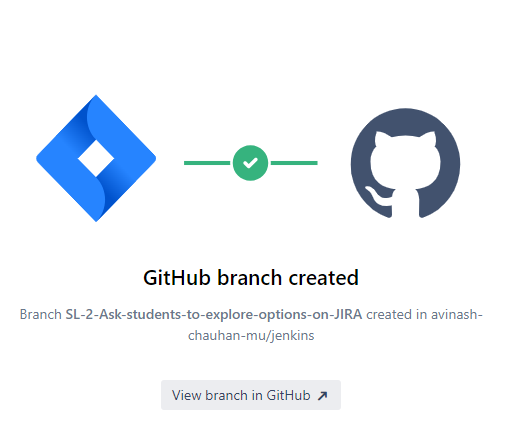 GitHub branch created
Branch SL-2-Ask-students-to-explore-options-on-JIRA created in avinash-
chauhan-mu/jenkins
View branch in GitHub